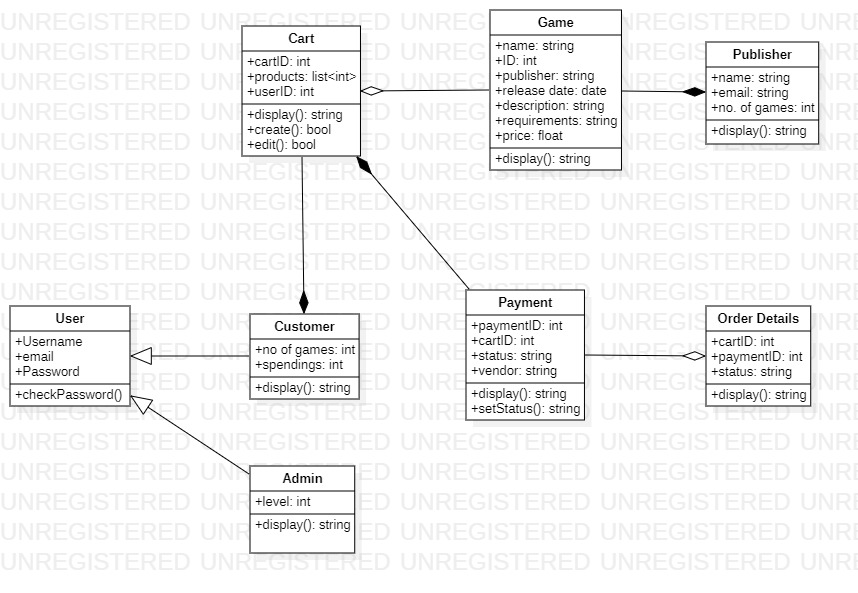 Cart
+cartID: int
+products: list<int>
+userID: int
+display(): string
+create(): bool
+edit(): bool
Game
+name: string
+ID: int
+publisher: string
+release date: date
+description: string
+requirements: string
+price: float
+display(): string
Publisher
+name: string
+email: string
+no. of games: int
+display(): string
User
+Username
+email
+Password
+checkPassword()
Customer
+no of games: int
+spendings: int
+display(): string
Payment
+paymentID: int
+cartID: int
+status: string
+vendor: string
+display(): string
+setStatus(): string
Order Details
+cartID: int
+paymentID: int
+status: string
+display(): string
Admin
+level: int
+display(): string
UNREGISTERED UNREGISTERED UNREGISTERED UNREGISTERED UNRE